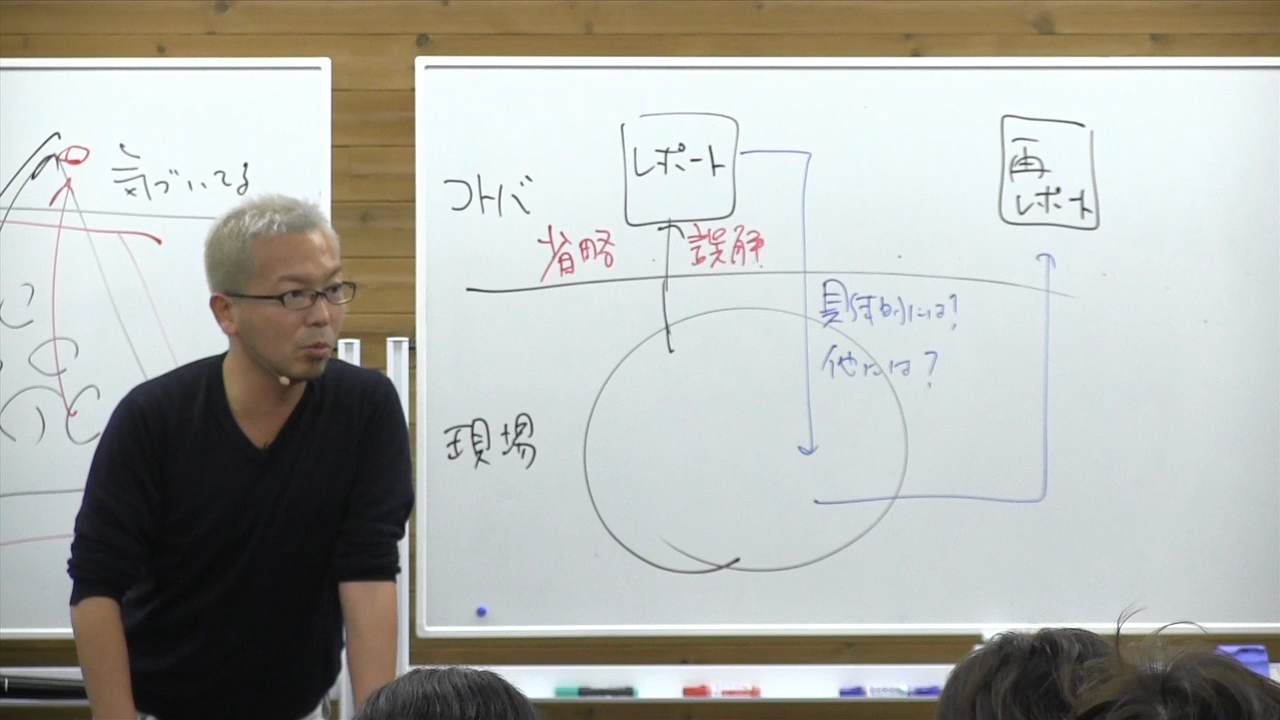 気づいてる
コトバ
レポート
再
レポート
省略
誤解
具体的には?
他には?
現場